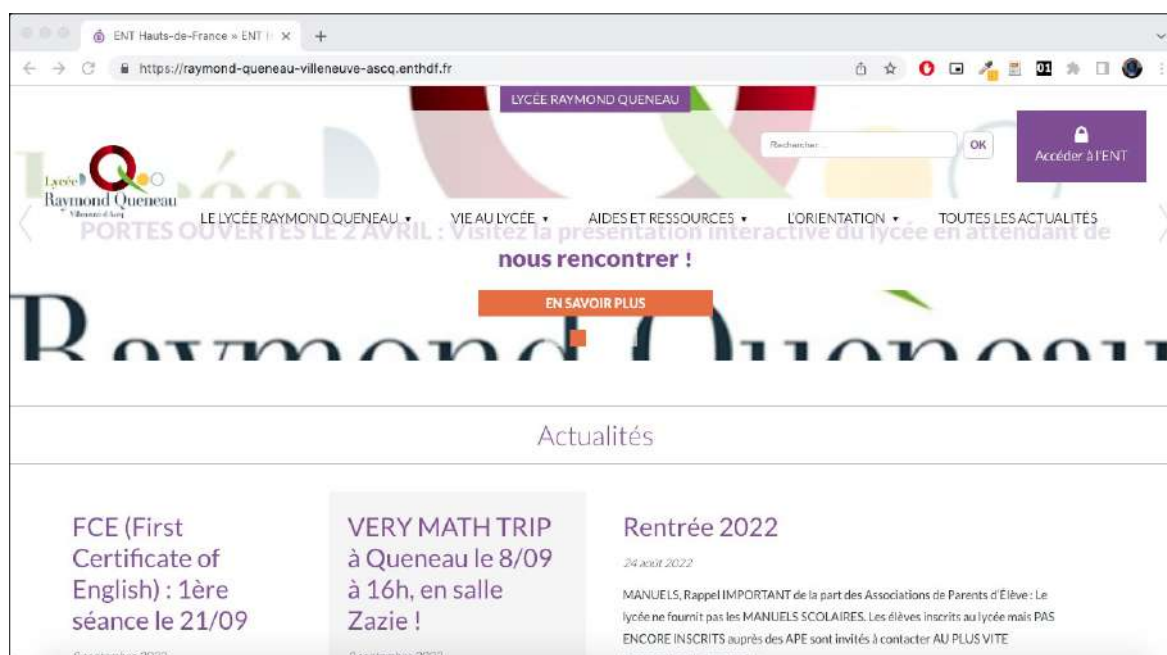 ENT Hauts-de-France » ENT
https://raymond-queneau-villeneuve-ascq.enthdf.fr
01
LYCÉE RAYMOND QUENEAU
Rechercher ...
OK
Accéder à l'ENT
Lycée
Raymond Queneau
Villeneuve d'Ascq
LE LYCÉE RAYMOND QUENEAU
VIE AU LYCÉE
AIDES ET RESSOURCES
L'ORIENTATION
TOUTES LES ACTUALITÉS
PORTES OUVERTES LE 2 AVRIL : Visitez la présentation interactive du lycée en attendant de
nous rencontrer !
EN SAVOIR PLUS
Raymond Queneau
Actualités
FCE (First
Certificate of
English) : 1ère
séance le 21/09
VERY MATH TRIP
à Queneau le 8/09
à 16h, en salle
Zazie !
Rentrée 2022
24 août 2022
MANUELS, Rappel IMPORTANT de la part des Associations de Parents d'Élève : Le
lycée ne fournit pas les MANUELS SCOLAIRES. Les élèves inscrits au lycée mais PAS
ENCORE INSCRITS auprès des APE sont invités à contacter AU PLUS VITE